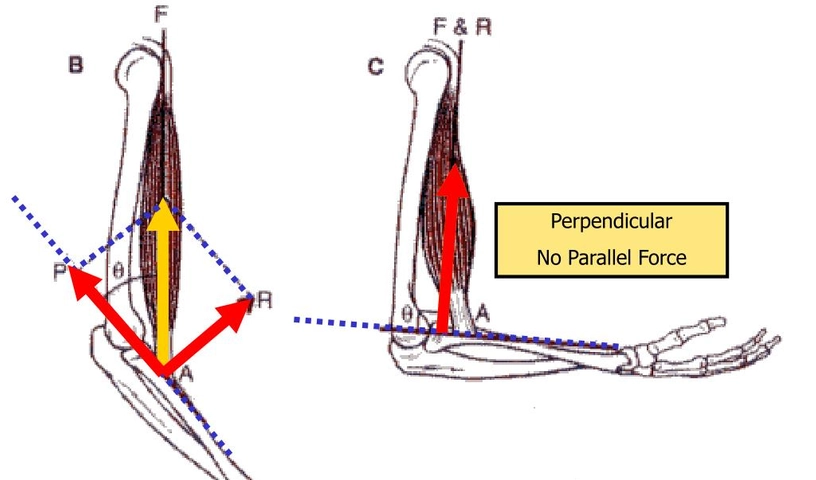 F
B
P
θ
R
A
F & R
C
θ
A
Perpendicular
No Parallel Force